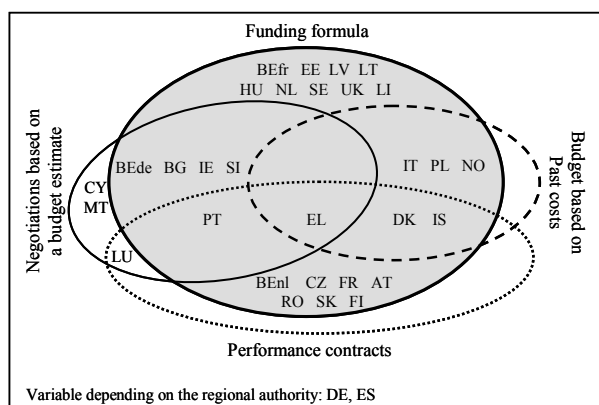 Funding formula
BEfr EE LV LT
HU NL SE UK LI
Negotiations based on
a budget estimate
Budget based on
Past costs
BEde BG IE SI
IT PL NO
CY
MT
PT EL DK IS
LU
BEnl CZ FR AT
RO SK FI
Performance contracts
Variable depending on the regional authority: DE, ES